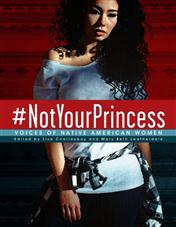 #NotYourPrincess
VOICES OF NATIVE AMERICAN WOMEN
Edited by Lisa Charleyboy and Mary Beth Leatherdale